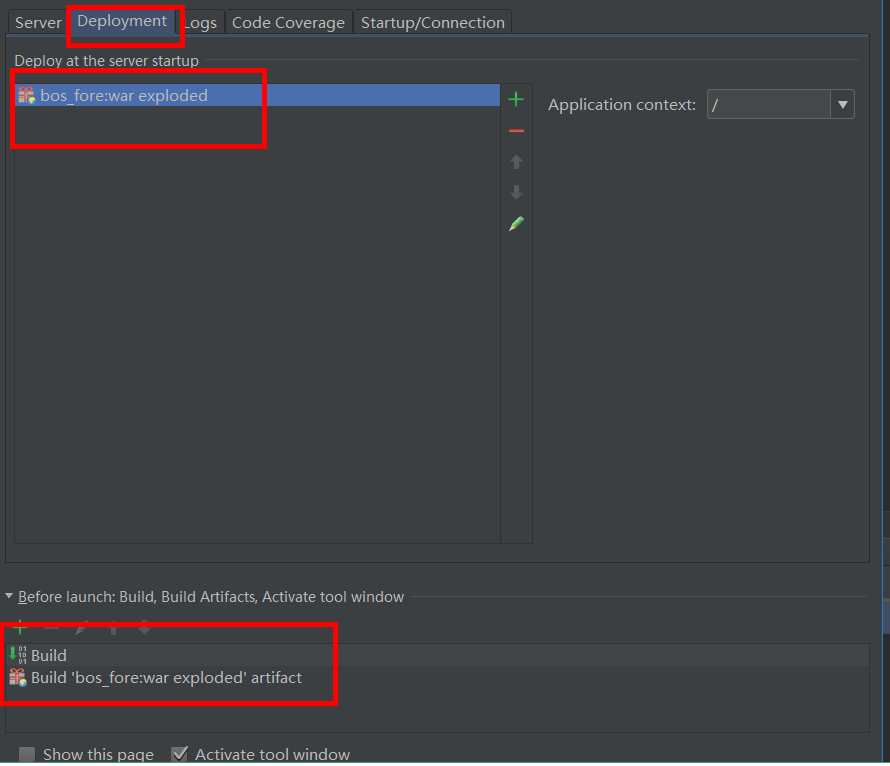 Server Deployment Logs Code Coverage Startup/Connection
Deploy at the server startup
bos_fore:war exploded
Application context: /
Before launch: Build, Build Artifacts, Activate tool window
Build
Build 'bos_fore:war exploded' artifact
Show this page Activate tool window